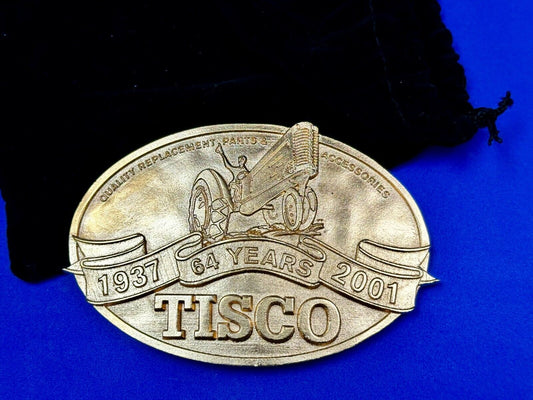 QUALITY REPLACEMENT PARTS & ACCESSORIES
1937 64 YEARS 2001
TISCO